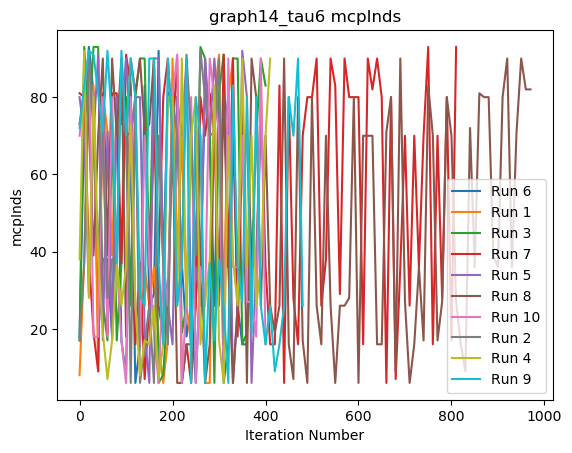 graph14_tau6 mcpInds
mcpInds
80
60
40
20
0
200
400
600
800
1000
Iteration Number
Run 6
Run 1
Run 3
Run 7
Run 5
Run 8
Run 10
Run 2
Run 4
Run 9